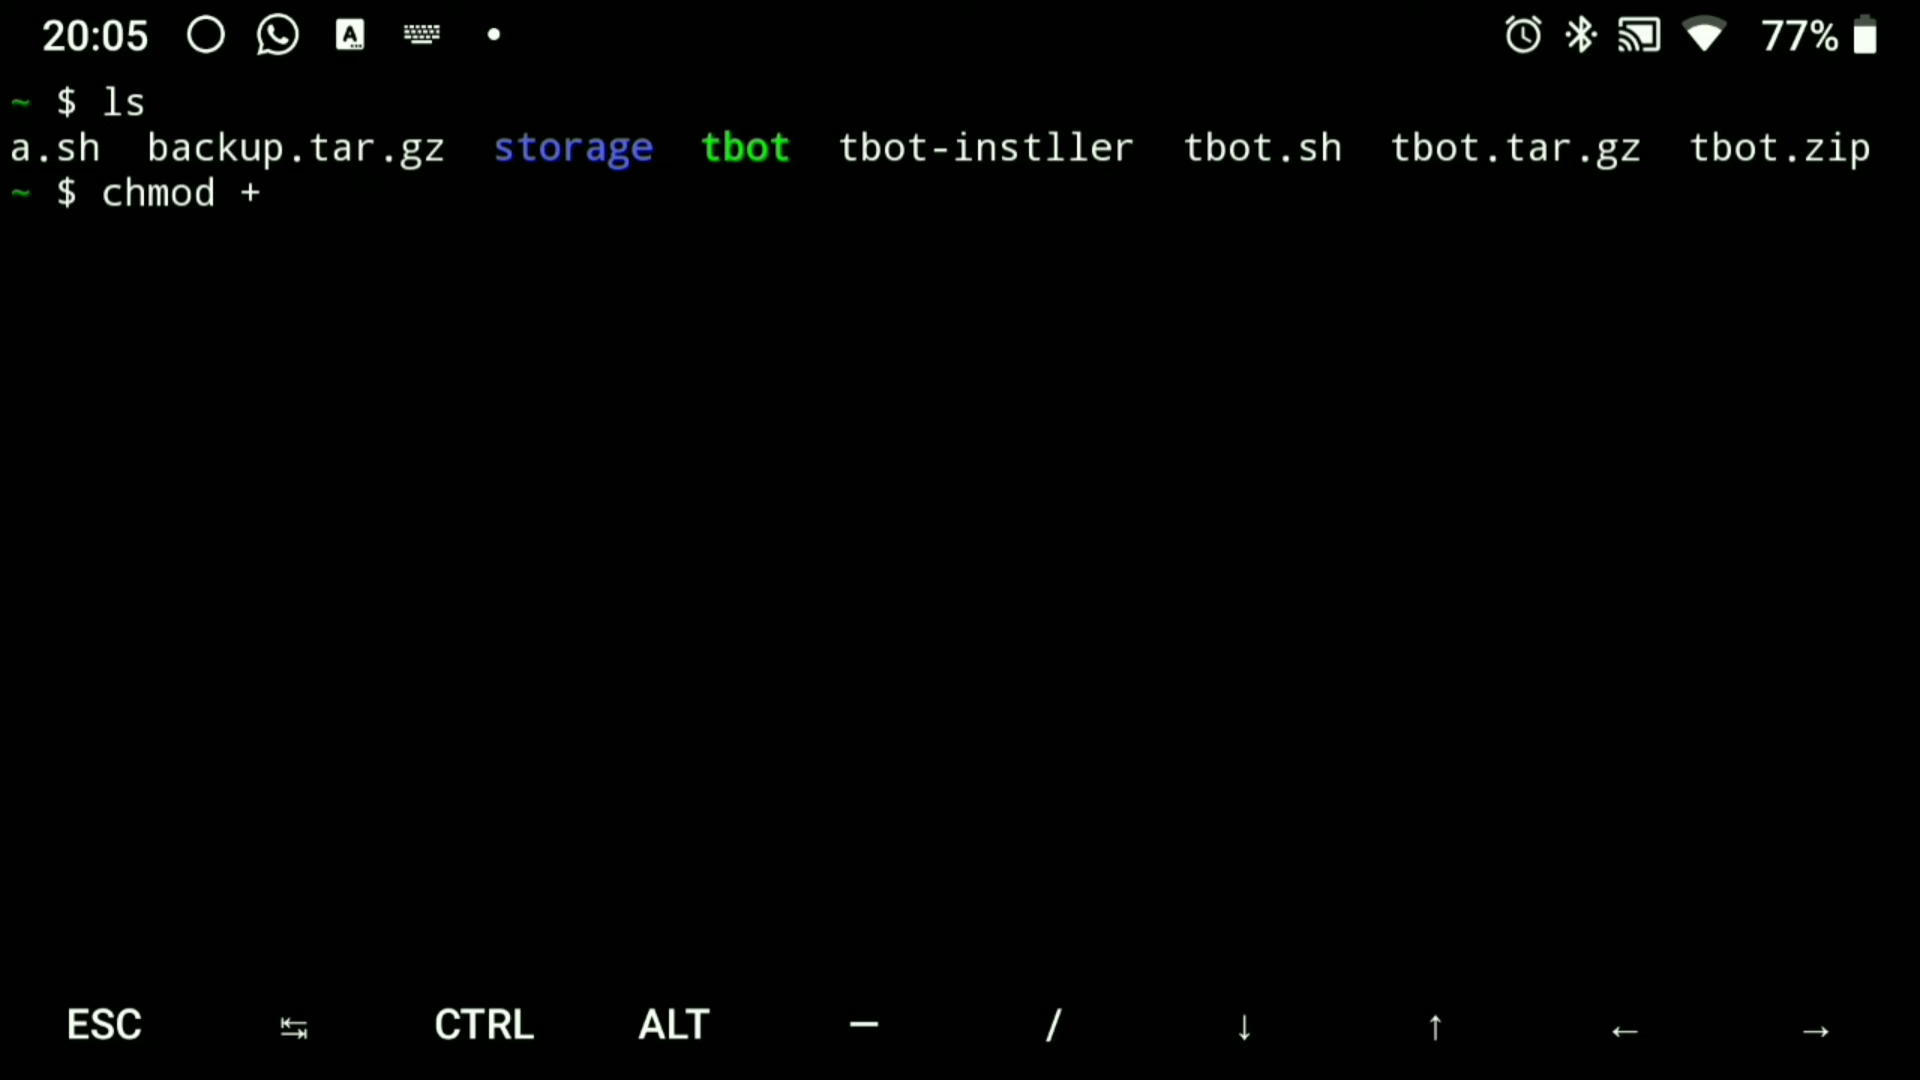 20:05 A 77%
~ $ ls
a.sh backup.tar.gz storage tbot tbot-instller tbot.sh tbot.tar.gz tbot.zip
~ $ chmod +
ESC ⇆ CTRL ALT — / ↓ ↑ ← →